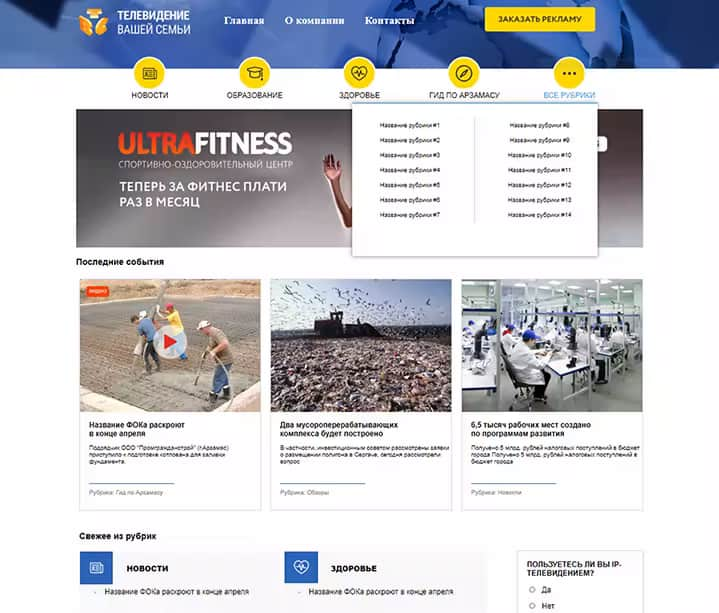 ТЕЛЕВИДЕНИЕ
ВАШЕЙ СЕМЬИ
Главная О компании Контакты
ЗАКАЗАТЬ РЕКЛАМУ
НОВОСТИ ОБРАЗОВАНИЕ ЗДОРОВЬЕ ГИД ПО АРЗАМАСУ ВСЕ РУБРИКИ
Название рубрики #1
Название рубрики #2
Название рубрики #3
Название рубрики #4
Название рубрики #5
Название рубрики #6
Название рубрики #7
Название рубрики #8
Название рубрики #9
Название рубрики #10
Название рубрики #11
Название рубрики #12
Название рубрики #13
Название рубрики #14
ULTRAFITNESS
СПОРТИВНО-ОЗДОРОВИТЕЛЬНЫЙ ЦЕНТР
ТЕПЕРЬ ЗА ФИТНЕС ПЛАТИ
РАЗ В МЕСЯЦ
Последние события
Название ФОКа раскроют
в конце апреля
Подрядчик ООО "Промгражданстрой" (г.Арзамас)
приступило к подготовке котлована для заливки
фундамента.
Рубрика: Гид по Арзамасу
Два мусороперерабатывающих
комплекса будет построено
В частности, инвестиционным советом рассмотрены заявки
о размещении полигона в Сергаче, сегодня рассмотрели
вопрос
Рубрика: Обзоры
6,5 тысяч рабочих мест создано
по программам развития
Получено 5 млрд. рублей налоговых поступлений в бюджет
города Получено 5 млрд. рублей налоговых поступлений в
бюджет города
Рубрика: Новости
Свежее из рубрик
НОВОСТИ
- Название ФОКа раскроют в конце апреля
ЗДОРОВЬЕ
- Название ФОКа раскроют в конце апреля
ПОЛЬЗУЕТЕСЬ ЛИ ВЫ IP-
ТЕЛЕВИДЕНИЕМ?
Да
Нет